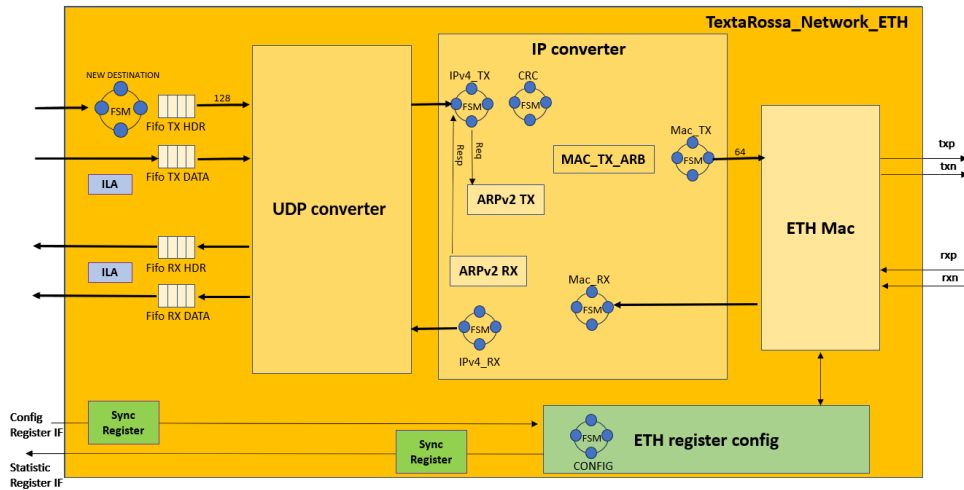 TextaRossa_Network_ETH
IP converter
NEW DESTINATION
FSM
128
Fifo TX HDR
Fifo TX DATA
ILA
Fifo RX HDR
ILA
Fifo RX DATA
UDP converter
IPv4_TX
FSM
CRC
FSM
Resp
Req
MAC_TX_ARB
Mac_TX
FSM
64
ARPv2 TX
ARPv2 RX
Mac_RX
FSM
FSM
IPv4_RX
ETH Mac
txp
txn
rxp
rxn
Config
Register IF
Sync
Register
Statistic
Register IF
Sync
Register
FSM
CONFIG
ETH register config